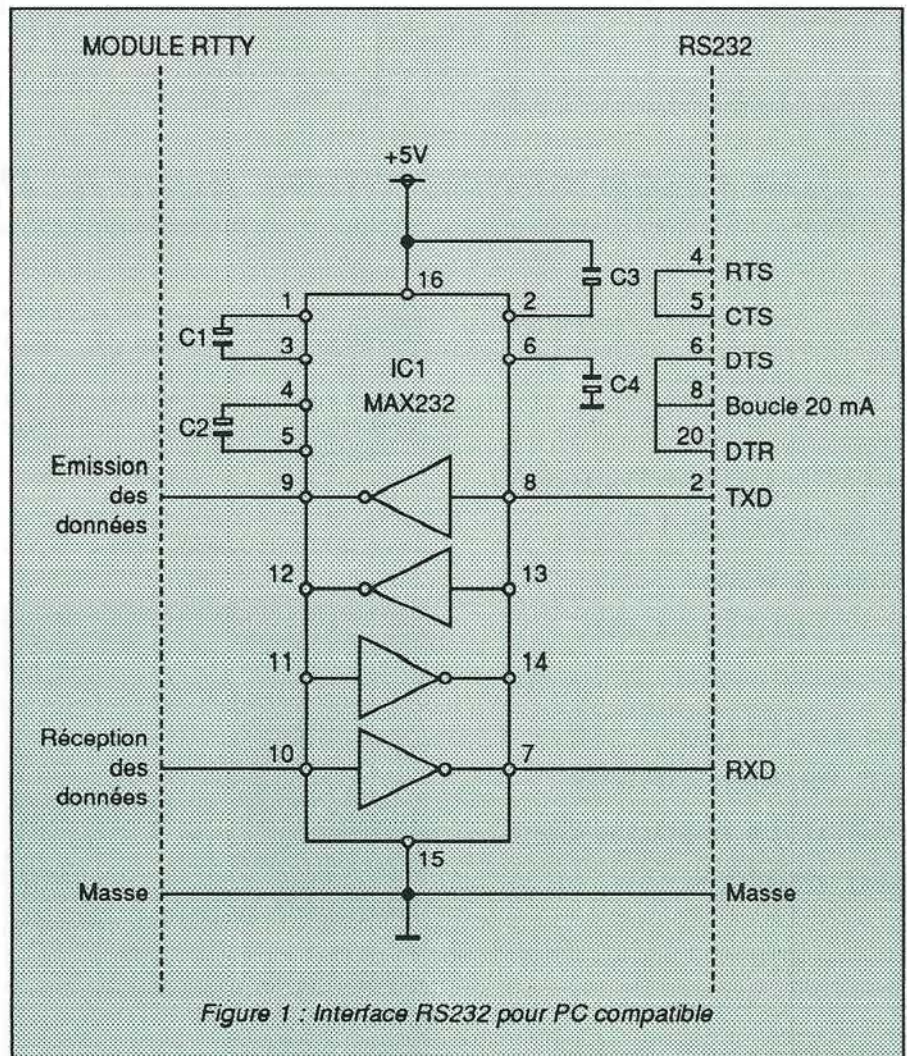 MODULE RTTY
RS232
+5V
16
1
2
C3
4
RTS
C1
3
5
CTS
IC1
MAX232
6
C4
6
DTS
4
8
Boucle 20 mA
C2
5
20
DTR
Emission
des
données
9
8
2
TXD
12
13
11
14
Réception
des
données
10
7
RXD
15
Masse
Masse
Figure 1 : Interface RS232 pour PC compatible